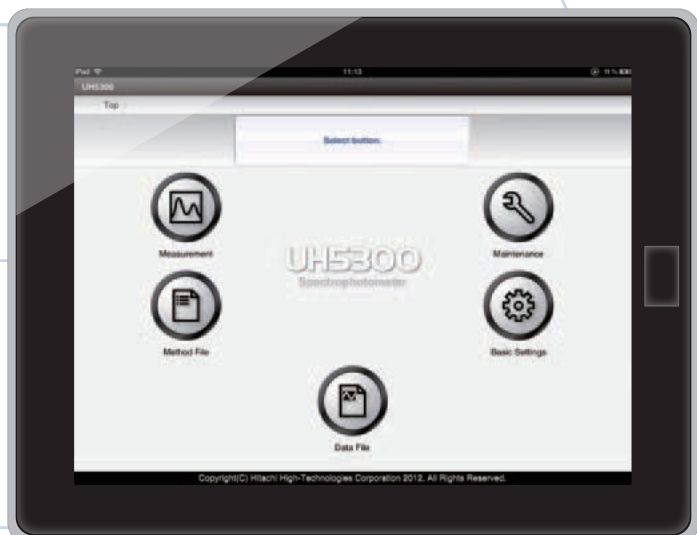 iPad 11:13 11%
UH5300
Top
Select button.
Measurement
Maintenance
UH5300
Spectrophotometer
Method File
Basic Settings
Data File
Copyright(C) Hitachi High-Technologies Corporation 2012. All Rights Reserved.